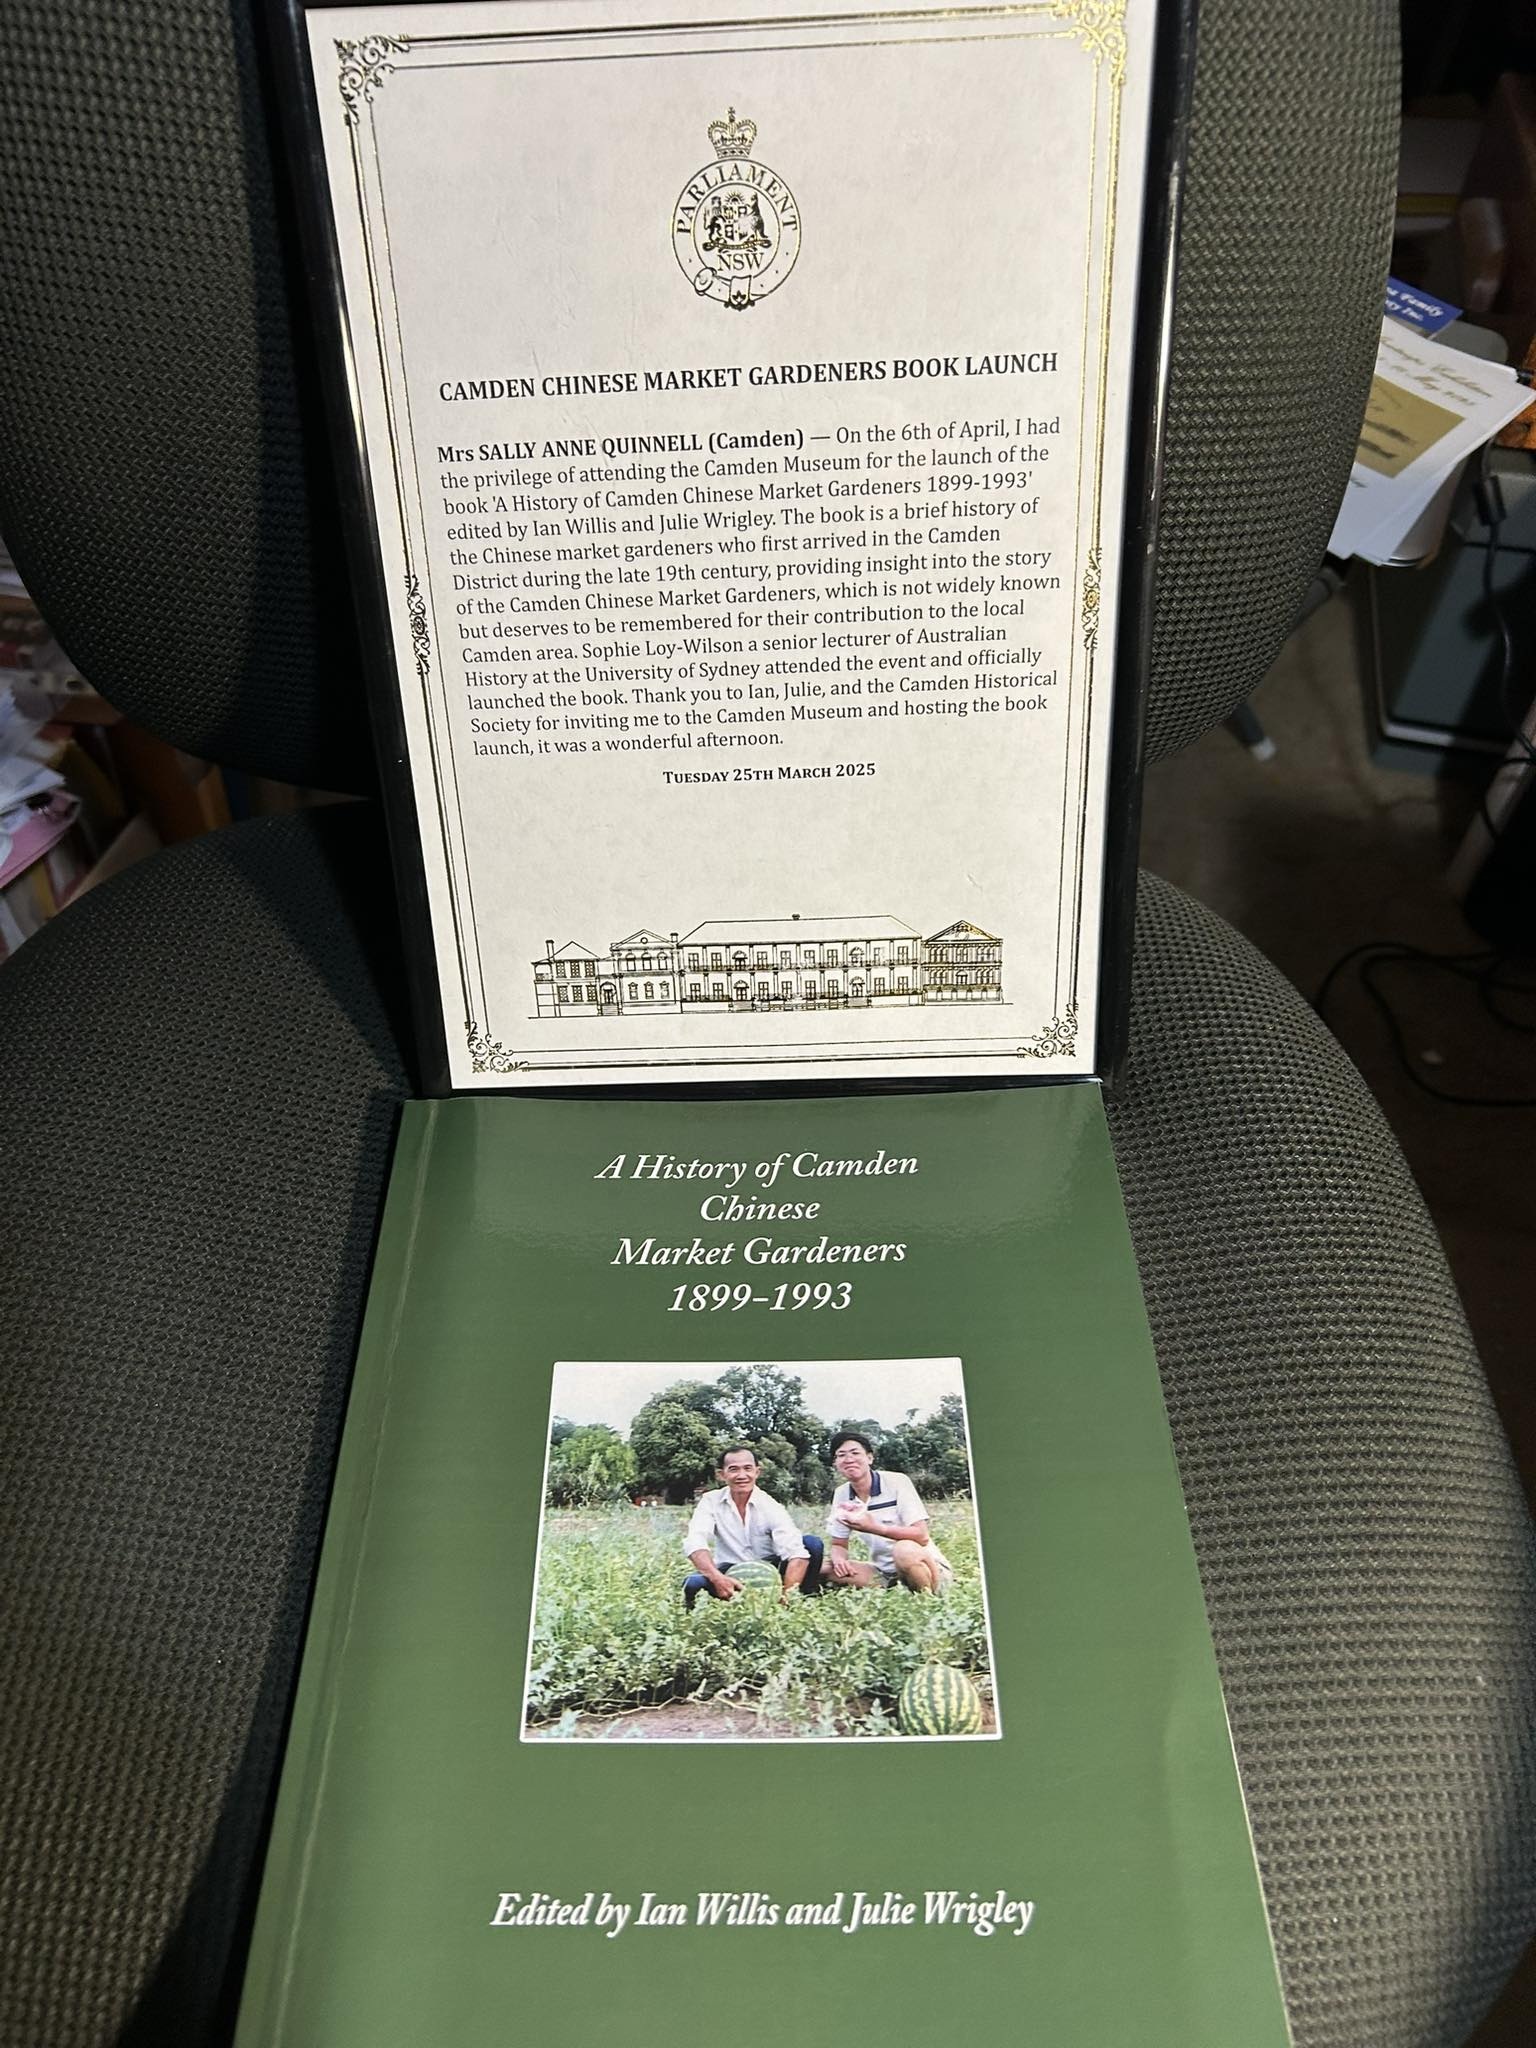 PARLIAMENT
NSW
CAMDEN CHINESE MARKET GARDENERS BOOK LAUNCH
Mrs SALLY ANNE QUINNELL (Camden) — On the 6th of April, I had
the privilege of attending the Camden Museum for the launch of the
book 'A History of Camden Chinese Market Gardeners 1899-1993'
edited by Ian Willis and Julie Wrigley. The book is a brief history of
the Chinese market gardeners who first arrived in the Camden
District during the late 19th century, providing insight into the story
of the Camden Chinese Market Gardeners, which is not widely known
but deserves to be remembered for their contribution to the local
Camden area. Sophie Loy-Wilson a senior lecturer of Australian
History at the University of Sydney attended the event and officially
launched the book. Thank you to Ian, Julie, and the Camden Historical
Society for inviting me to the Camden Museum and hosting the book
launch, it was a wonderful afternoon.
TUESDAY 25TH MARCH 2025
Family
Inc.
A History of Camden
Chinese
Market Gardeners
1899–1993
Edited by Ian Willis and Julie Wrigley